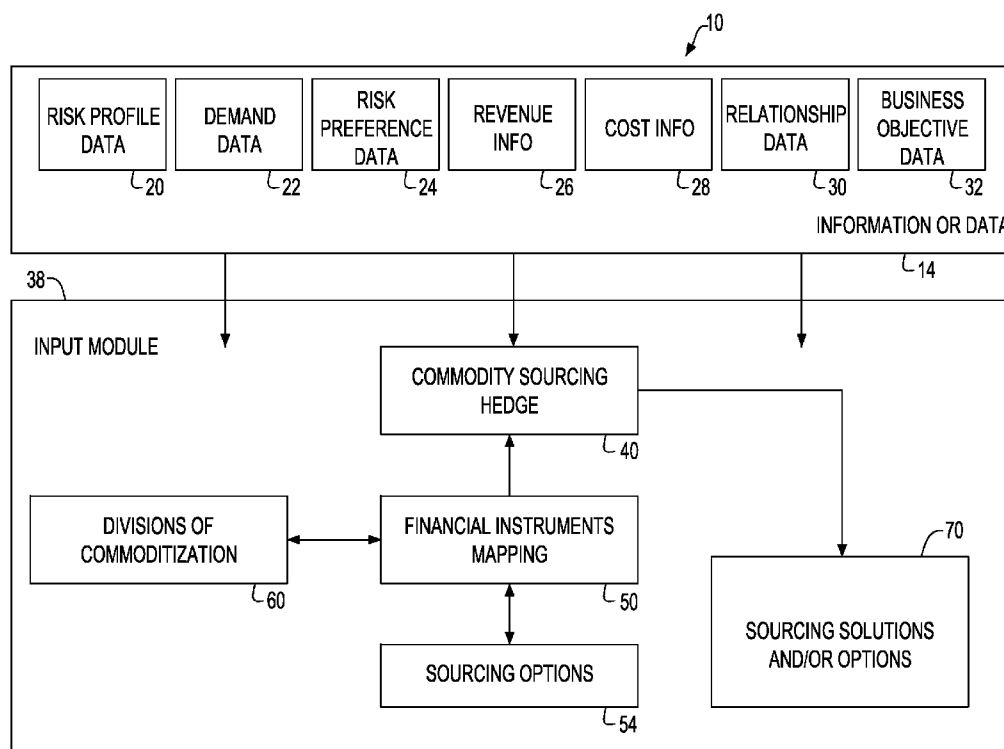 10
RISK PROFILE
DATA
20
DEMAND
DATA
22
RISK
PREFERENCE
DATA
24
REVENUE
INFO
26
COST INFO
28
RELATIONSHIP
DATA
30
BUSINESS
OBJECTIVE
DATA
32
INFORMATION OR DATA
14
38
INPUT MODULE
COMMODITY SOURCING
HEDGE
40
DIVISIONS OF
COMMODITIZATION
60
FINANCIAL INSTRUMENTS
MAPPING
50
70
SOURCING SOLUTIONS
AND/OR OPTIONS
SOURCING OPTIONS
54